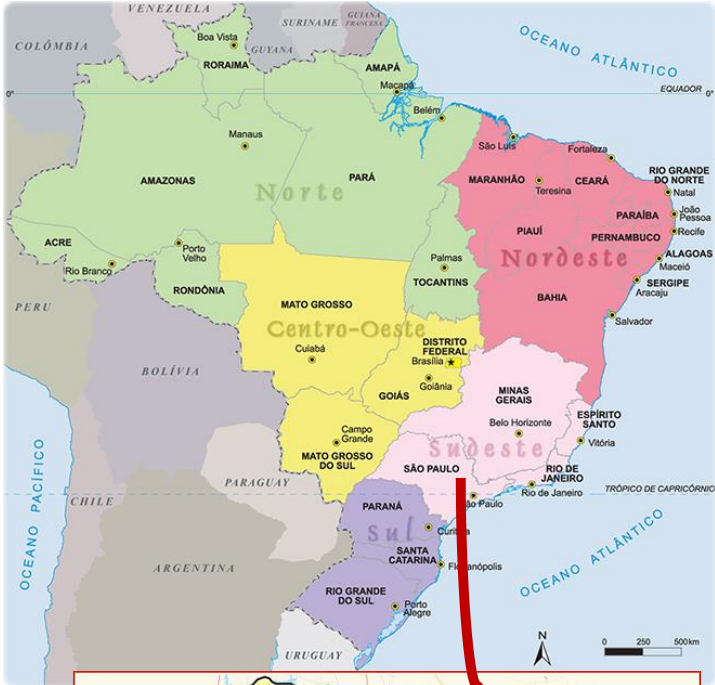 VENEZUELA
SURINAME
GUIANA
FRANCESA
COLÔMBIA
GUYANA
OCEANO ATLÂNTICO
Boa Vista
RORAIMA
AMAPÁ
Macapá
0°
EQUADOR
0°
Belém
Manaus
São Luís
Fortaleza
AMAZONAS
PARÁ
Norte
MARANHÃO
Teresina
CEARÁ
RIO GRANDE
DO NORTE
Natal
PARAÍBA
João
Pessoa
PIAUÍ
PERNAMBUCO
Recife
Nordeste
ALAGOAS
Maceió
ACRE
Rio Branco
Porto
Velho
RONDÔNIA
Palmas
TOCANTINS
SERGIPE
Aracaju
BAHIA
Salvador
PERU
MATO GROSSO
Centro-Oeste
Cuiabá
DISTRITO
FEDERAL
Brasília
Goiânia
GOIÁS
BOLÍVIA
MINAS
GERAIS
Belo Horizonte
ESPÍRITO
SANTO
Vitória
Campo
Grande
MATO GROSSO
DO SUL
Sudeste
SÃO PAULO
RIO DE
JANEIRO
Rio de Janeiro
São Paulo
TRÓPICO DE CAPRICÓRNIO
OCEANO PACÍFICO
CHILE
PARAGUAY
PARANÁ
Sul
SANTA
CATARINA
OCEANO ATLÂNTICO
ARGENTINA
RIO GRANDE
DO SUL
Porto
Alegre
URUGUAY
N
0 250 500km